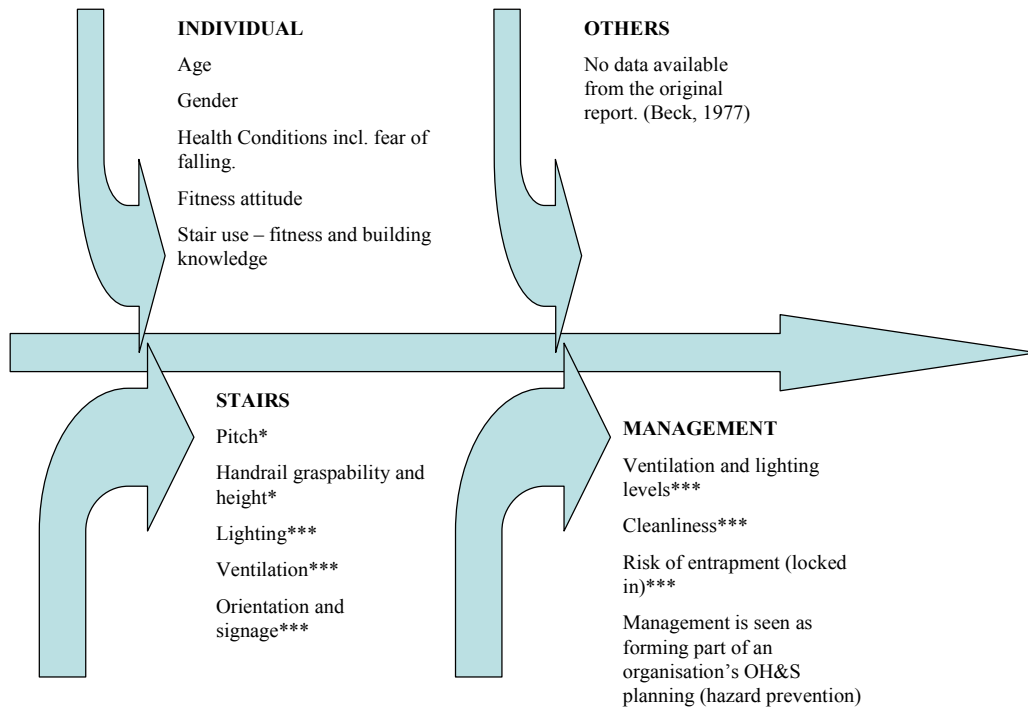 INDIVIDUAL
Age
Gender
Health Conditions incl. fear of
falling.
Fitness attitude
Stair use – fitness and building
knowledge
OTHERS
No data available
from the original
report. (Beck, 1977)
STAIRS
Pitch*
Handrail graspability and
height*
Lighting***
Ventilation***
Orientation and
signage***
MANAGEMENT
Ventilation and lighting
levels***
Cleanliness***
Risk of entrapment (locked
in)***
Management is seen as
forming part of an
organisation’s OH&S
planning (hazard prevention)